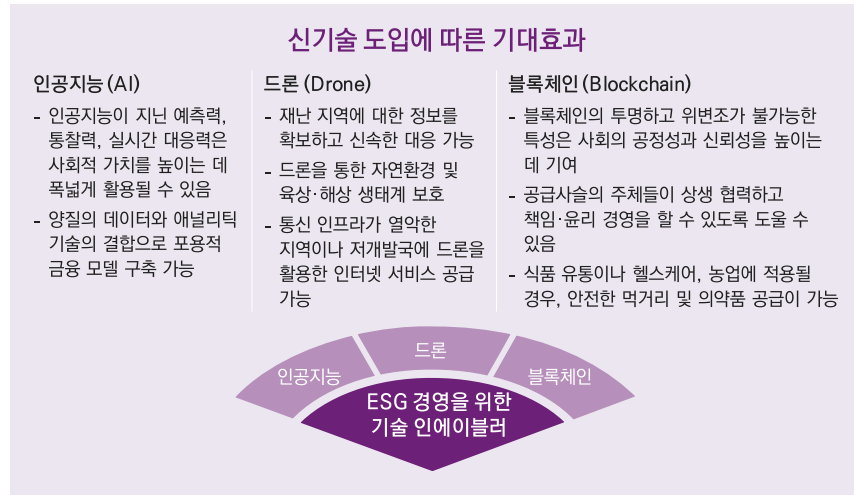 신기술 도입에 따른 기대효과
인공지능 (AI)
- 인공지능이 지닌 예측력,
통찰력, 실시간 대응력은
사회적 가치를 높이는 데
폭넓게 활용될 수 있음
- 양질의 데이터와 애널리틱
기술의 결합으로 포용적
금융 모델 구축 가능
드론 (Drone)
- 재난 지역에 대한 정보를
확보하고 신속한 대응 가능
- 드론을 통한 자연환경 및
육상·해상 생태계 보호
- 통신 인프라가 열악한
지역이나 저개발국에 드론을
활용한 인터넷 서비스 공급
가능
블록체인 (Blockchain)
- 블록체인의 투명하고 위변조가 불가능한
특성은 사회의 공정성과 신뢰성을 높이는
데 기여
- 공급사슬의 주체들이 상생 협력하고
책임·윤리 경영을 할 수 있도록 도울 수
있음
- 식품 유통이나 헬스케어, 농업에 적용될
경우, 안전한 먹거리 및 의약품 공급이 가능
인공지능
드론
블록체인
ESG 경영을 위한
기술 인에이블러